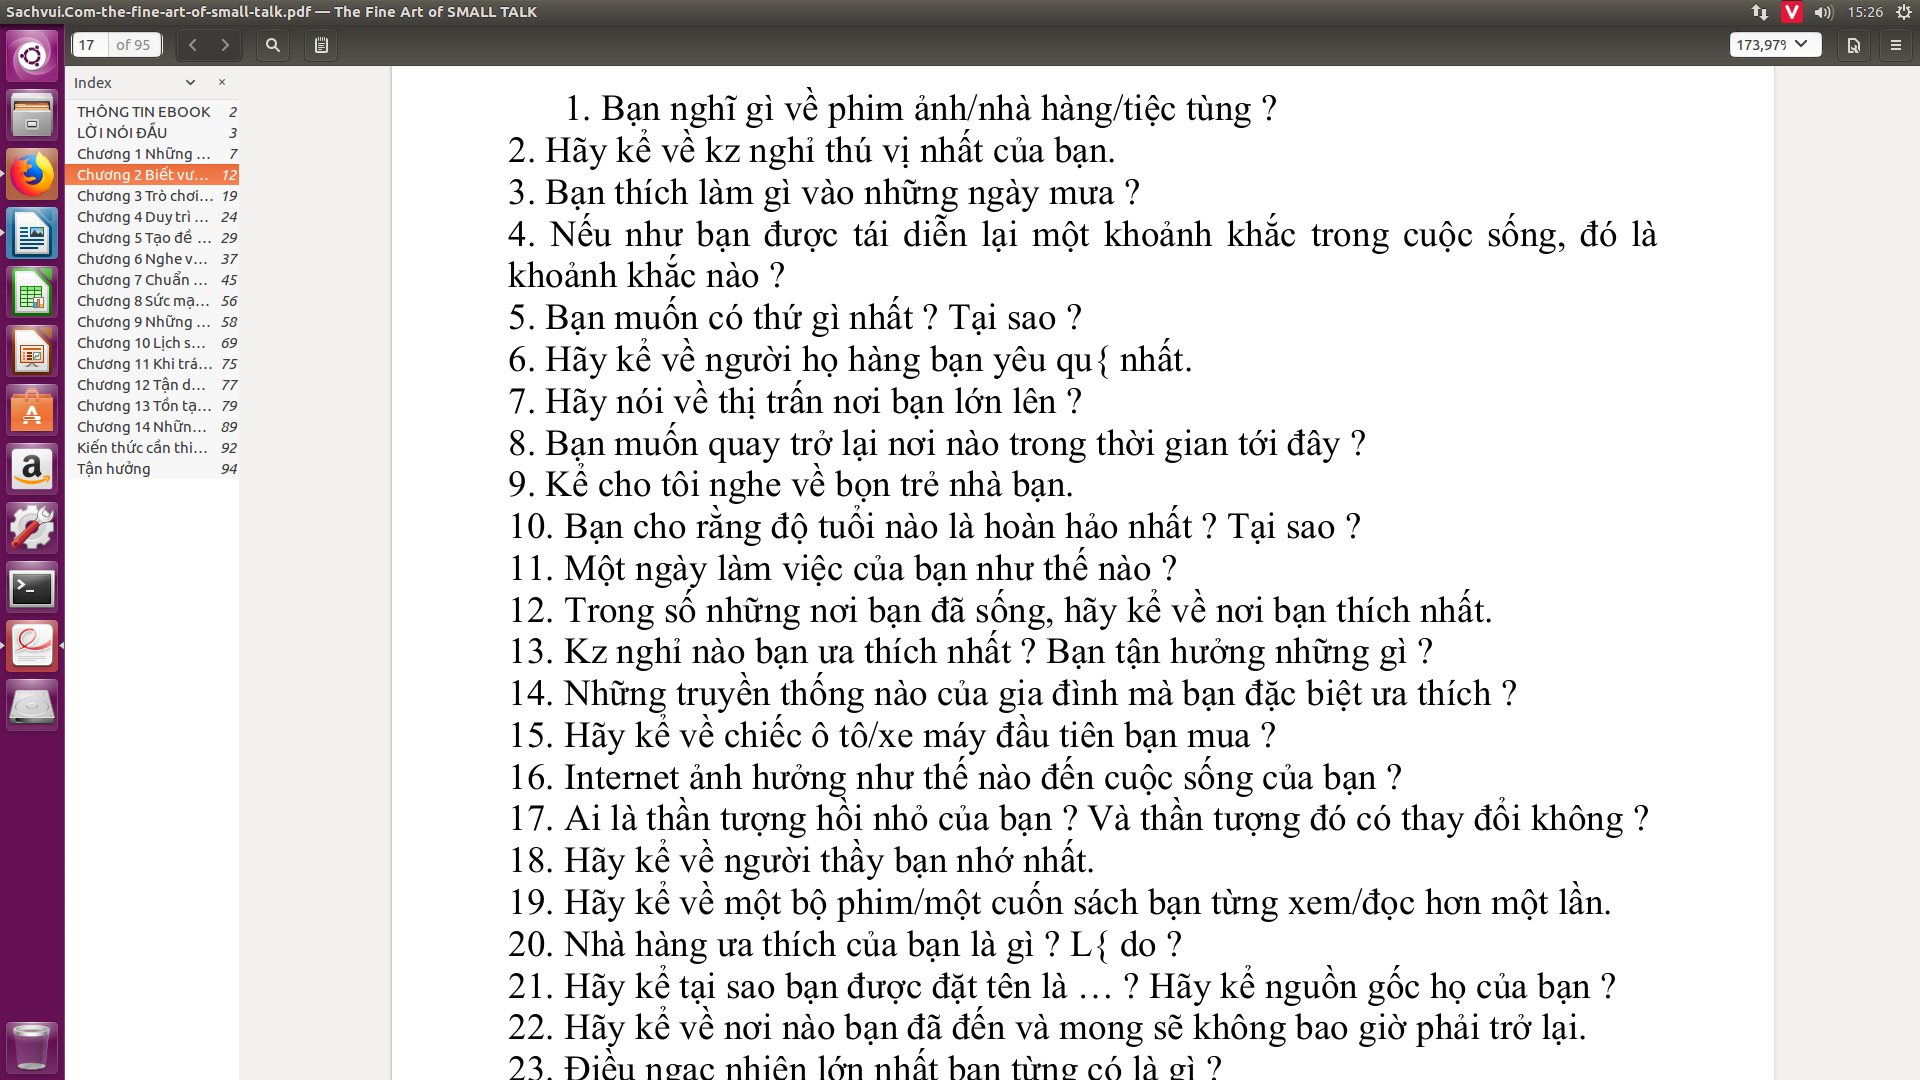 Sachvui.Com-the-fine-art-of-small-talk.pdf — The Fine Art of SMALL TALK
V
15:26
17 of 95
173,97%
Index
THÔNG TIN EBOOK 2
LỜI NÓI ĐẦU 3
Chương 1 Những ... 7
Chương 2 Biết vư... 12
Chương 3 Trò chơi... 19
Chương 4 Duy trì ... 24
Chương 5 Tạo đề ... 29
Chương 6 Nghe v... 37
Chương 7 Chuẩn ... 45
Chương 8 Sức mạ... 56
Chương 9 Những ... 58
Chương 10 Lịch s... 69
Chương 11 Khi trá... 75
Chương 12 Tận d... 77
Chương 13 Tồn tạ... 79
Chương 14 Nhữn... 89
Kiến thức cần thi... 92
Tận hưởng 94
1. Bạn nghĩ gì về phim ảnh/nhà hàng/tiệc tùng ?
2. Hãy kể về kz nghỉ thú vị nhất của bạn.
3. Bạn thích làm gì vào những ngày mưa ?
4. Nếu như bạn được tái diễn lại một khoảnh khắc trong cuộc sống, đó là
khoảnh khắc nào ?
5. Bạn muốn có thứ gì nhất ? Tại sao ?
6. Hãy kể về người họ hàng bạn yêu qu{ nhất.
7. Hãy nói về thị trấn nơi bạn lớn lên ?
8. Bạn muốn quay trở lại nơi nào trong thời gian tới đây ?
9. Kể cho tôi nghe về bọn trẻ nhà bạn.
10. Bạn cho rằng độ tuổi nào là hoàn hảo nhất ? Tại sao ?
11. Một ngày làm việc của bạn như thế nào ?
12. Trong số những nơi bạn đã sống, hãy kể về nơi bạn thích nhất.
13. Kz nghỉ nào bạn ưa thích nhất ? Bạn tận hưởng những gì ?
14. Những truyền thống nào của gia đình mà bạn đặc biệt ưa thích ?
15. Hãy kể về chiếc ô tô/xe máy đầu tiên bạn mua ?
16. Internet ảnh hưởng như thế nào đến cuộc sống của bạn ?
17. Ai là thần tượng hồi nhỏ của bạn ? Và thần tượng đó có thay đổi không ?
18. Hãy kể về người thầy bạn nhớ nhất.
19. Hãy kể về một bộ phim/một cuốn sách bạn từng xem/đọc hơn một lần.
20. Nhà hàng ưa thích của bạn là gì ? L{ do ?
21. Hãy kể tại sao bạn được đặt tên là … ? Hãy kể nguồn gốc họ của bạn ?
22. Hãy kể về nơi nào bạn đã đến và mong sẽ không bao giờ phải trở lại.
23. Điều ngạc nhiên lớn nhất bạn từng có là gì ?